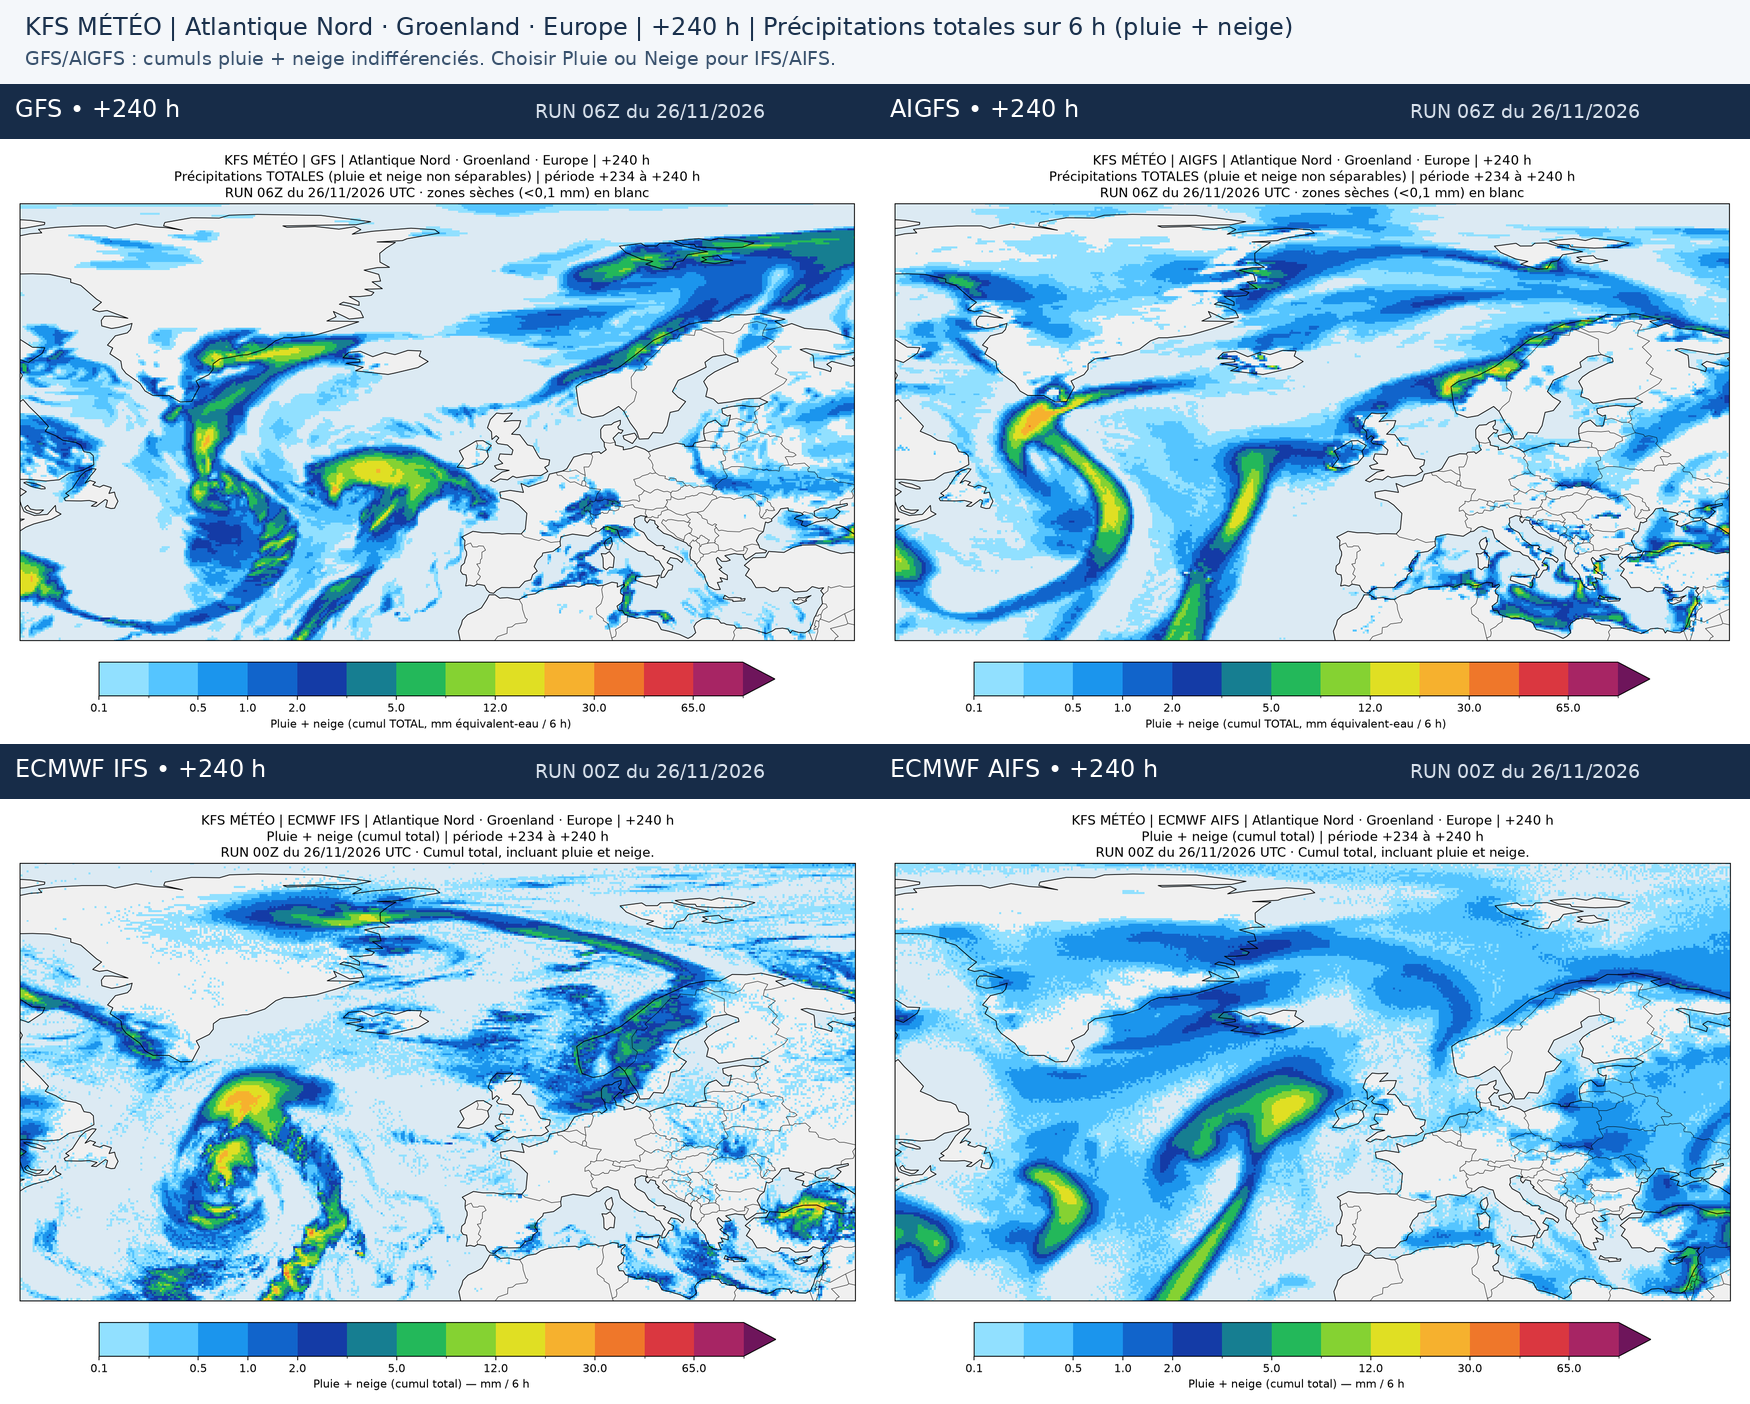 KFS MÉTÉO | Atlantique Nord · Groenland · Europe | +240 h | Précipitations totales sur 6 h (pluie + neige)
GFS/AIGFS : cumuls pluie + neige indifférenciés. Choisir Pluie ou Neige pour IFS/AIFS.
GFS • +240 h
RUN 06Z du 26/11/2026
AIGFS • +240 h
RUN 06Z du 26/11/2026
KFS MÉTÉO | GFS | Atlantique Nord · Groenland · Europe | +240 h
Précipitations TOTALES (pluie et neige non séparables) | période +234 à +240 h
RUN 06Z du 26/11/2026 UTC · zones sèches (<0,1 mm) en blanc
KFS MÉTÉO | AIGFS | Atlantique Nord · Groenland · Europe | +240 h
Précipitations TOTALES (pluie et neige non séparables) | période +234 à +240 h
RUN 06Z du 26/11/2026 UTC · zones sèches (<0,1 mm) en blanc
0.1 0.5 1.0 2.0 5.0 12.0 30.0 65.0
Pluie + neige (cumul TOTAL, mm équivalent-eau / 6 h)
0.1 0.5 1.0 2.0 5.0 12.0 30.0 65.0
Pluie + neige (cumul TOTAL, mm équivalent-eau / 6 h)
ECMWF IFS • +240 h
RUN 00Z du 26/11/2026
ECMWF AIFS • +240 h
RUN 00Z du 26/11/2026
KFS MÉTÉO | ECMWF IFS | Atlantique Nord · Groenland · Europe | +240 h
Pluie + neige (cumul total) | période +234 à +240 h
RUN 00Z du 26/11/2026 UTC · Cumul total, incluant pluie et neige.
KFS MÉTÉO | ECMWF AIFS | Atlantique Nord · Groenland · Europe | +240 h
Pluie + neige (cumul total) | période +234 à +240 h
RUN 00Z du 26/11/2026 UTC · Cumul total, incluant pluie et neige.
0.1 0.5 1.0 2.0 5.0 12.0 30.0 65.0
Pluie + neige (cumul total) — mm / 6 h
0.1 0.5 1.0 2.0 5.0 12.0 30.0 65.0
Pluie + neige (cumul total) — mm / 6 h